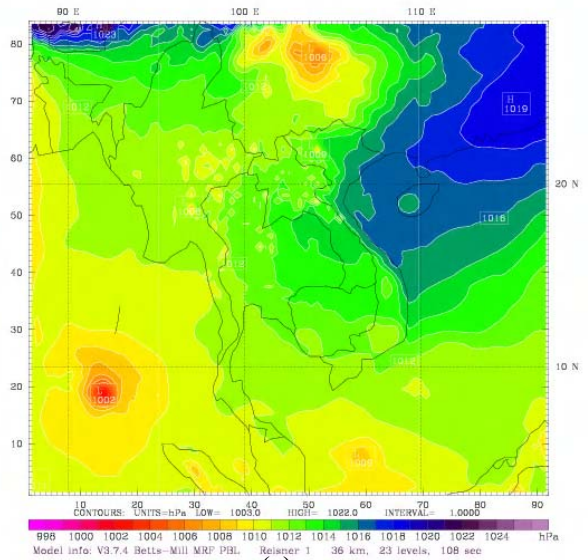 90 E 100 E 110 E
80
1023
L
1006
70
1012
H
1019
60
1009
20 N
50
1016
40
1012
30
10 N
20
L
1002
10
1009
10 20 30 40 50 60 70 80 90
CONTOURS: UNITS=hPa LOW= 1003.0 HIGH= 1022.0 INTERVAL= 1.0000
998 1000 1002 1004 1006 1008 1010 1012 1014 1016 1018 1020 1022 1024 hPa
Model info: V3.7.4 Betts-Mill MRF PBL Reisner 1 36 km, 23 levels, 108 sec